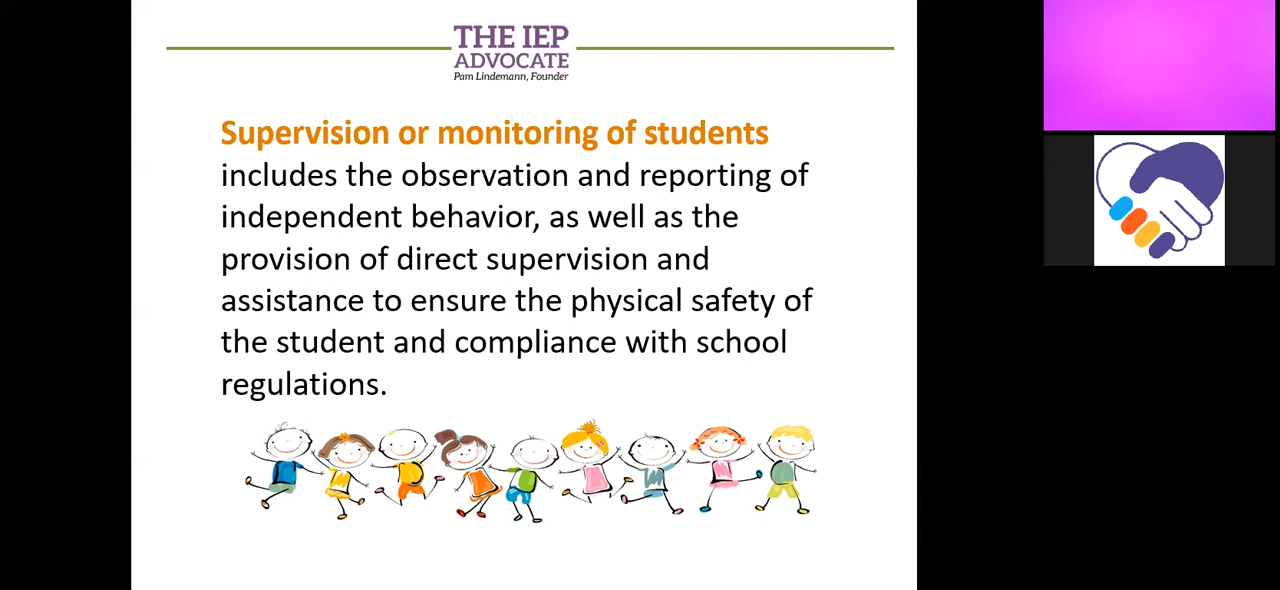 THE IEP
ADVOCATE
Pam Lindemann, Founder
Supervision or monitoring of students
includes the observation and reporting of
independent behavior, as well as the
provision of direct supervision and
assistance to ensure the physical safety of
the student and compliance with school
regulations.